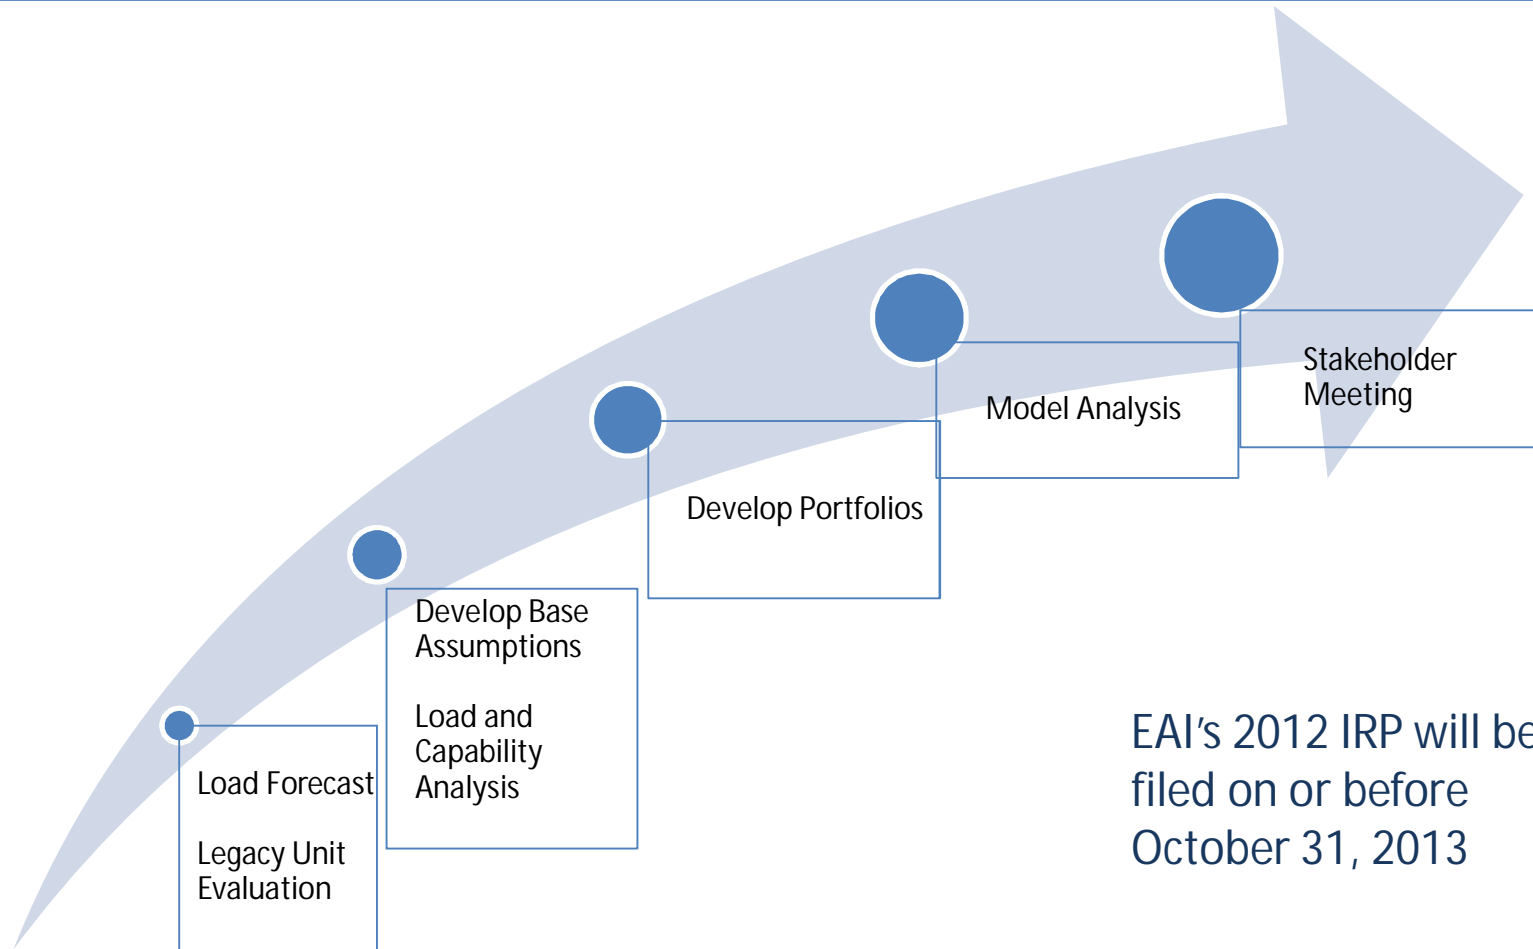 Load Forecast
Legacy Unit
Evaluation
Develop Base
Assumptions
Load and
Capability
Analysis
Develop Portfolios
Model Analysis
Stakeholder
Meeting
EAI's 2012 IRP will be
filed on or before
October 31, 2013